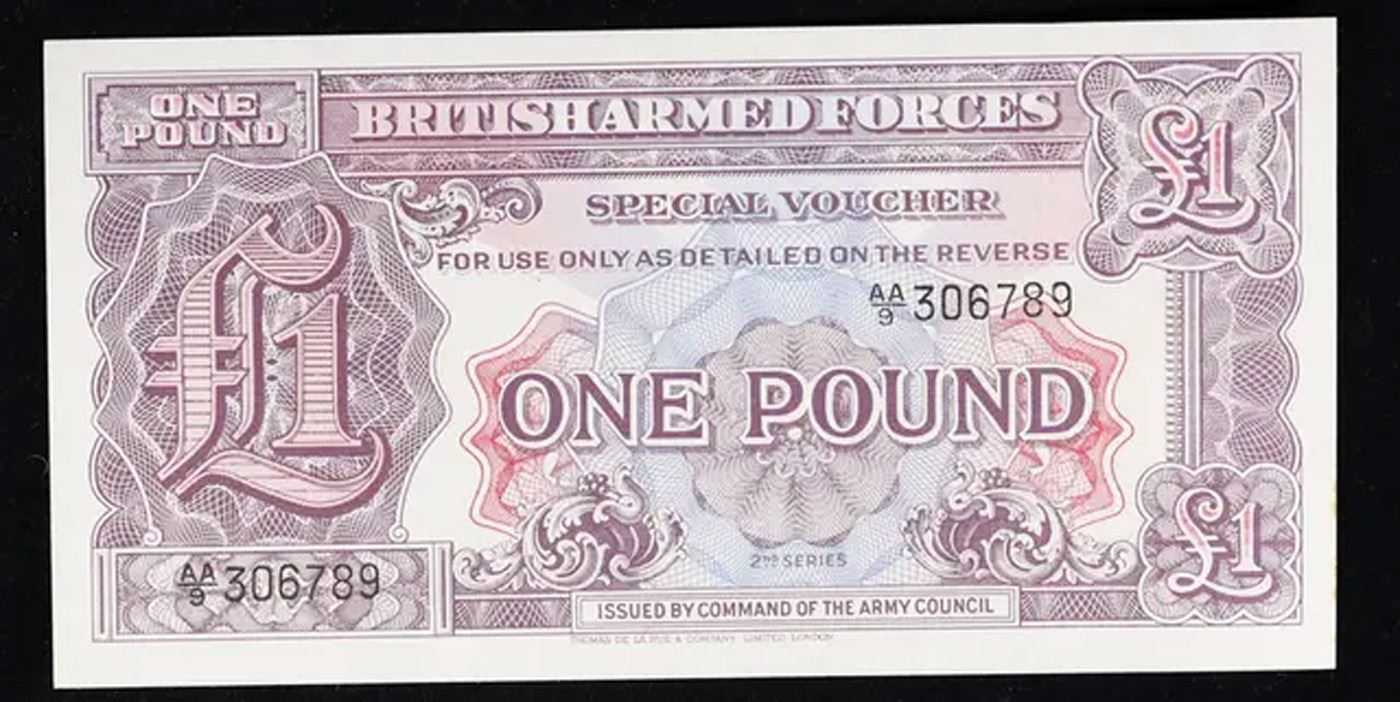 ONE
POUND
BRITISH ARMED FORCES
£1
SPECIAL VOUCHER
FOR USE ONLY AS DETAILED ON THE REVERSE
AA/9 306789
£1
ONE POUND
2ND SERIES
£1
AA/9 306789
ISSUED BY COMMAND OF THE ARMY COUNCIL
THOMAS DE LA RUE & COMPANY, LIMITED, LONDON